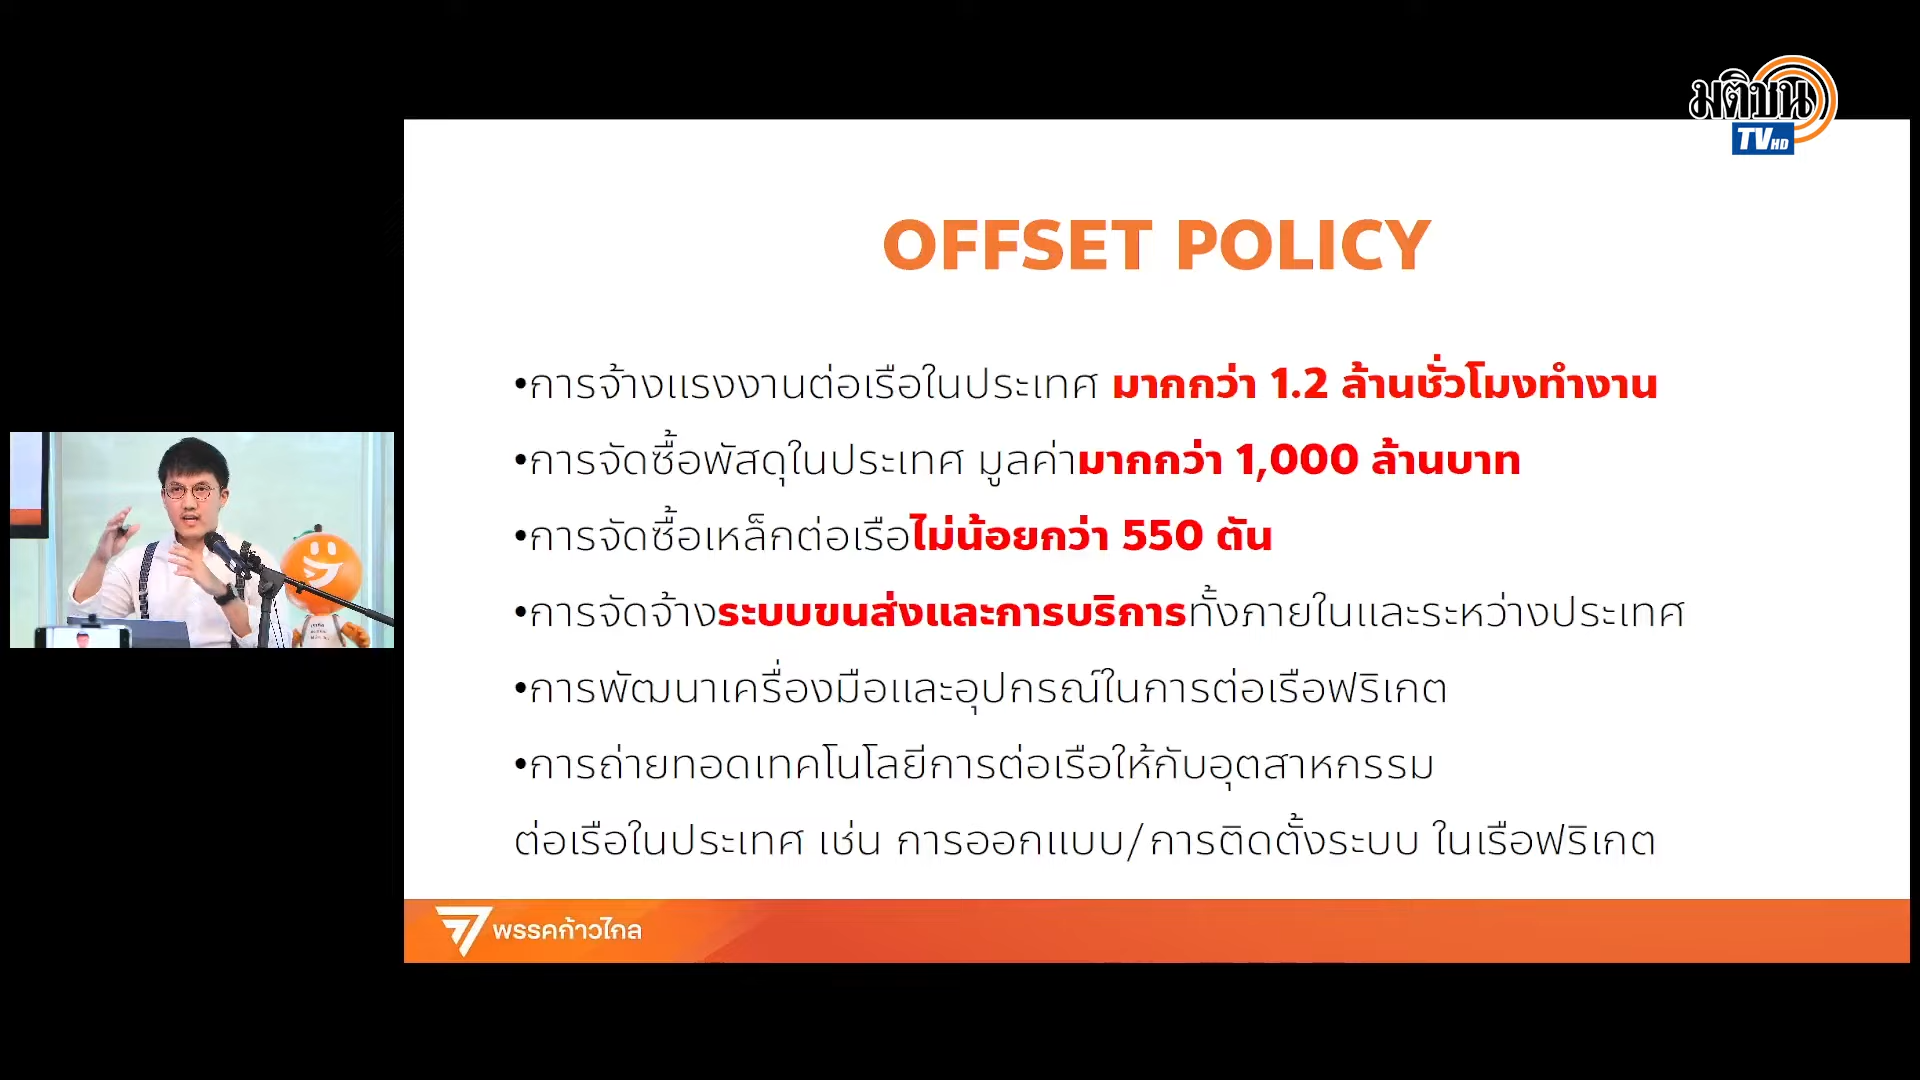 มติชน
TV HD
OFFSET POLICY
•การจ้างแรงงานต่อเรือในประเทศ มากกว่า 1.2 ล้านชั่วโมงทำงาน
•การจัดซื้อพัสดุในประเทศ มูลค่ามากกว่า 1,000 ล้านบาท
•การจัดซื้อเหล็กต่อเรือไม่น้อยกว่า 550 ตัน
•การจัดจ้างระบบขนส่งและการบริการทั้งภายในและระหว่างประเทศ
•การพัฒนาเครื่องมือและอุปกรณ์ในการต่อเรือฟริเกต
•การถ่ายทอดเทคโนโลยีการต่อเรือให้กับอุตสาหกรรม
ต่อเรือในประเทศ เช่น การออกแบบ/การติดตั้งระบบ ในเรือฟริเกต
พรรคก้าวไกล